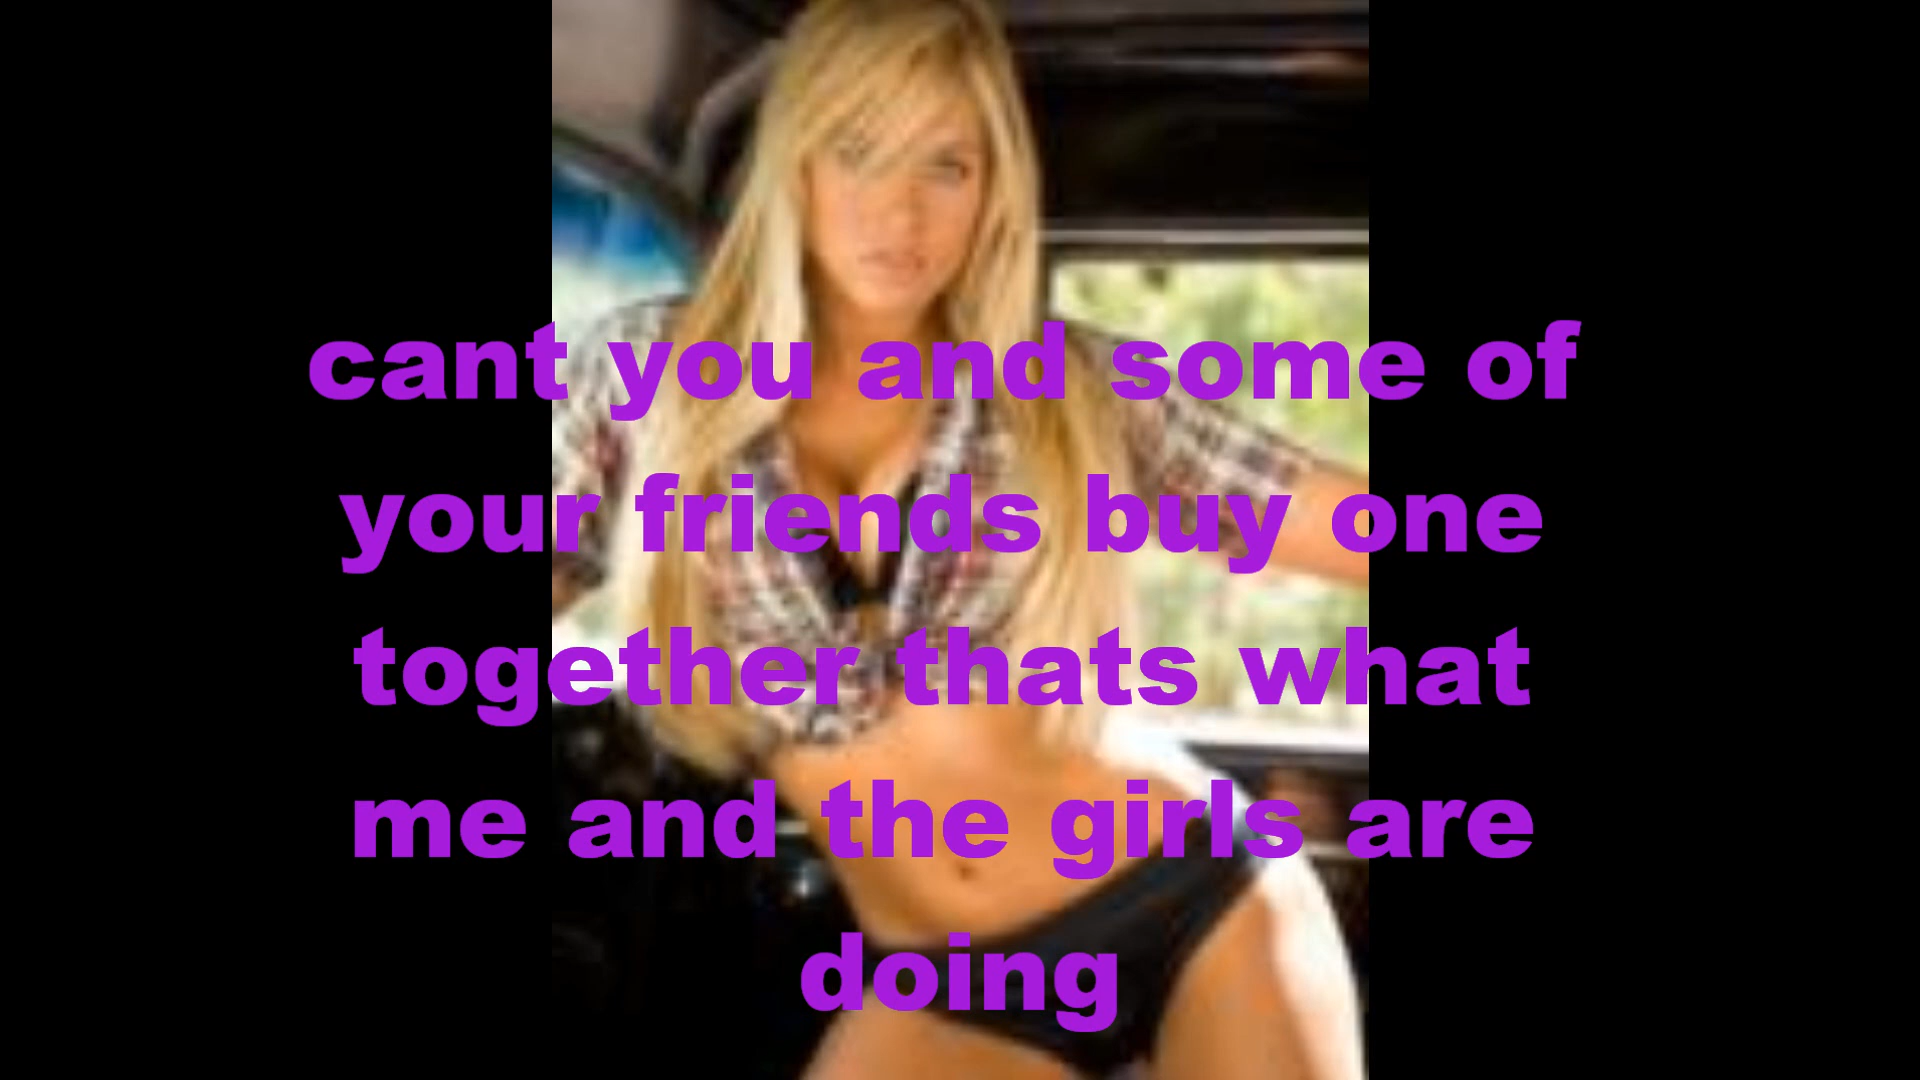 cant you and some of
your friends buy one
together thats what
me and the girls are
doing